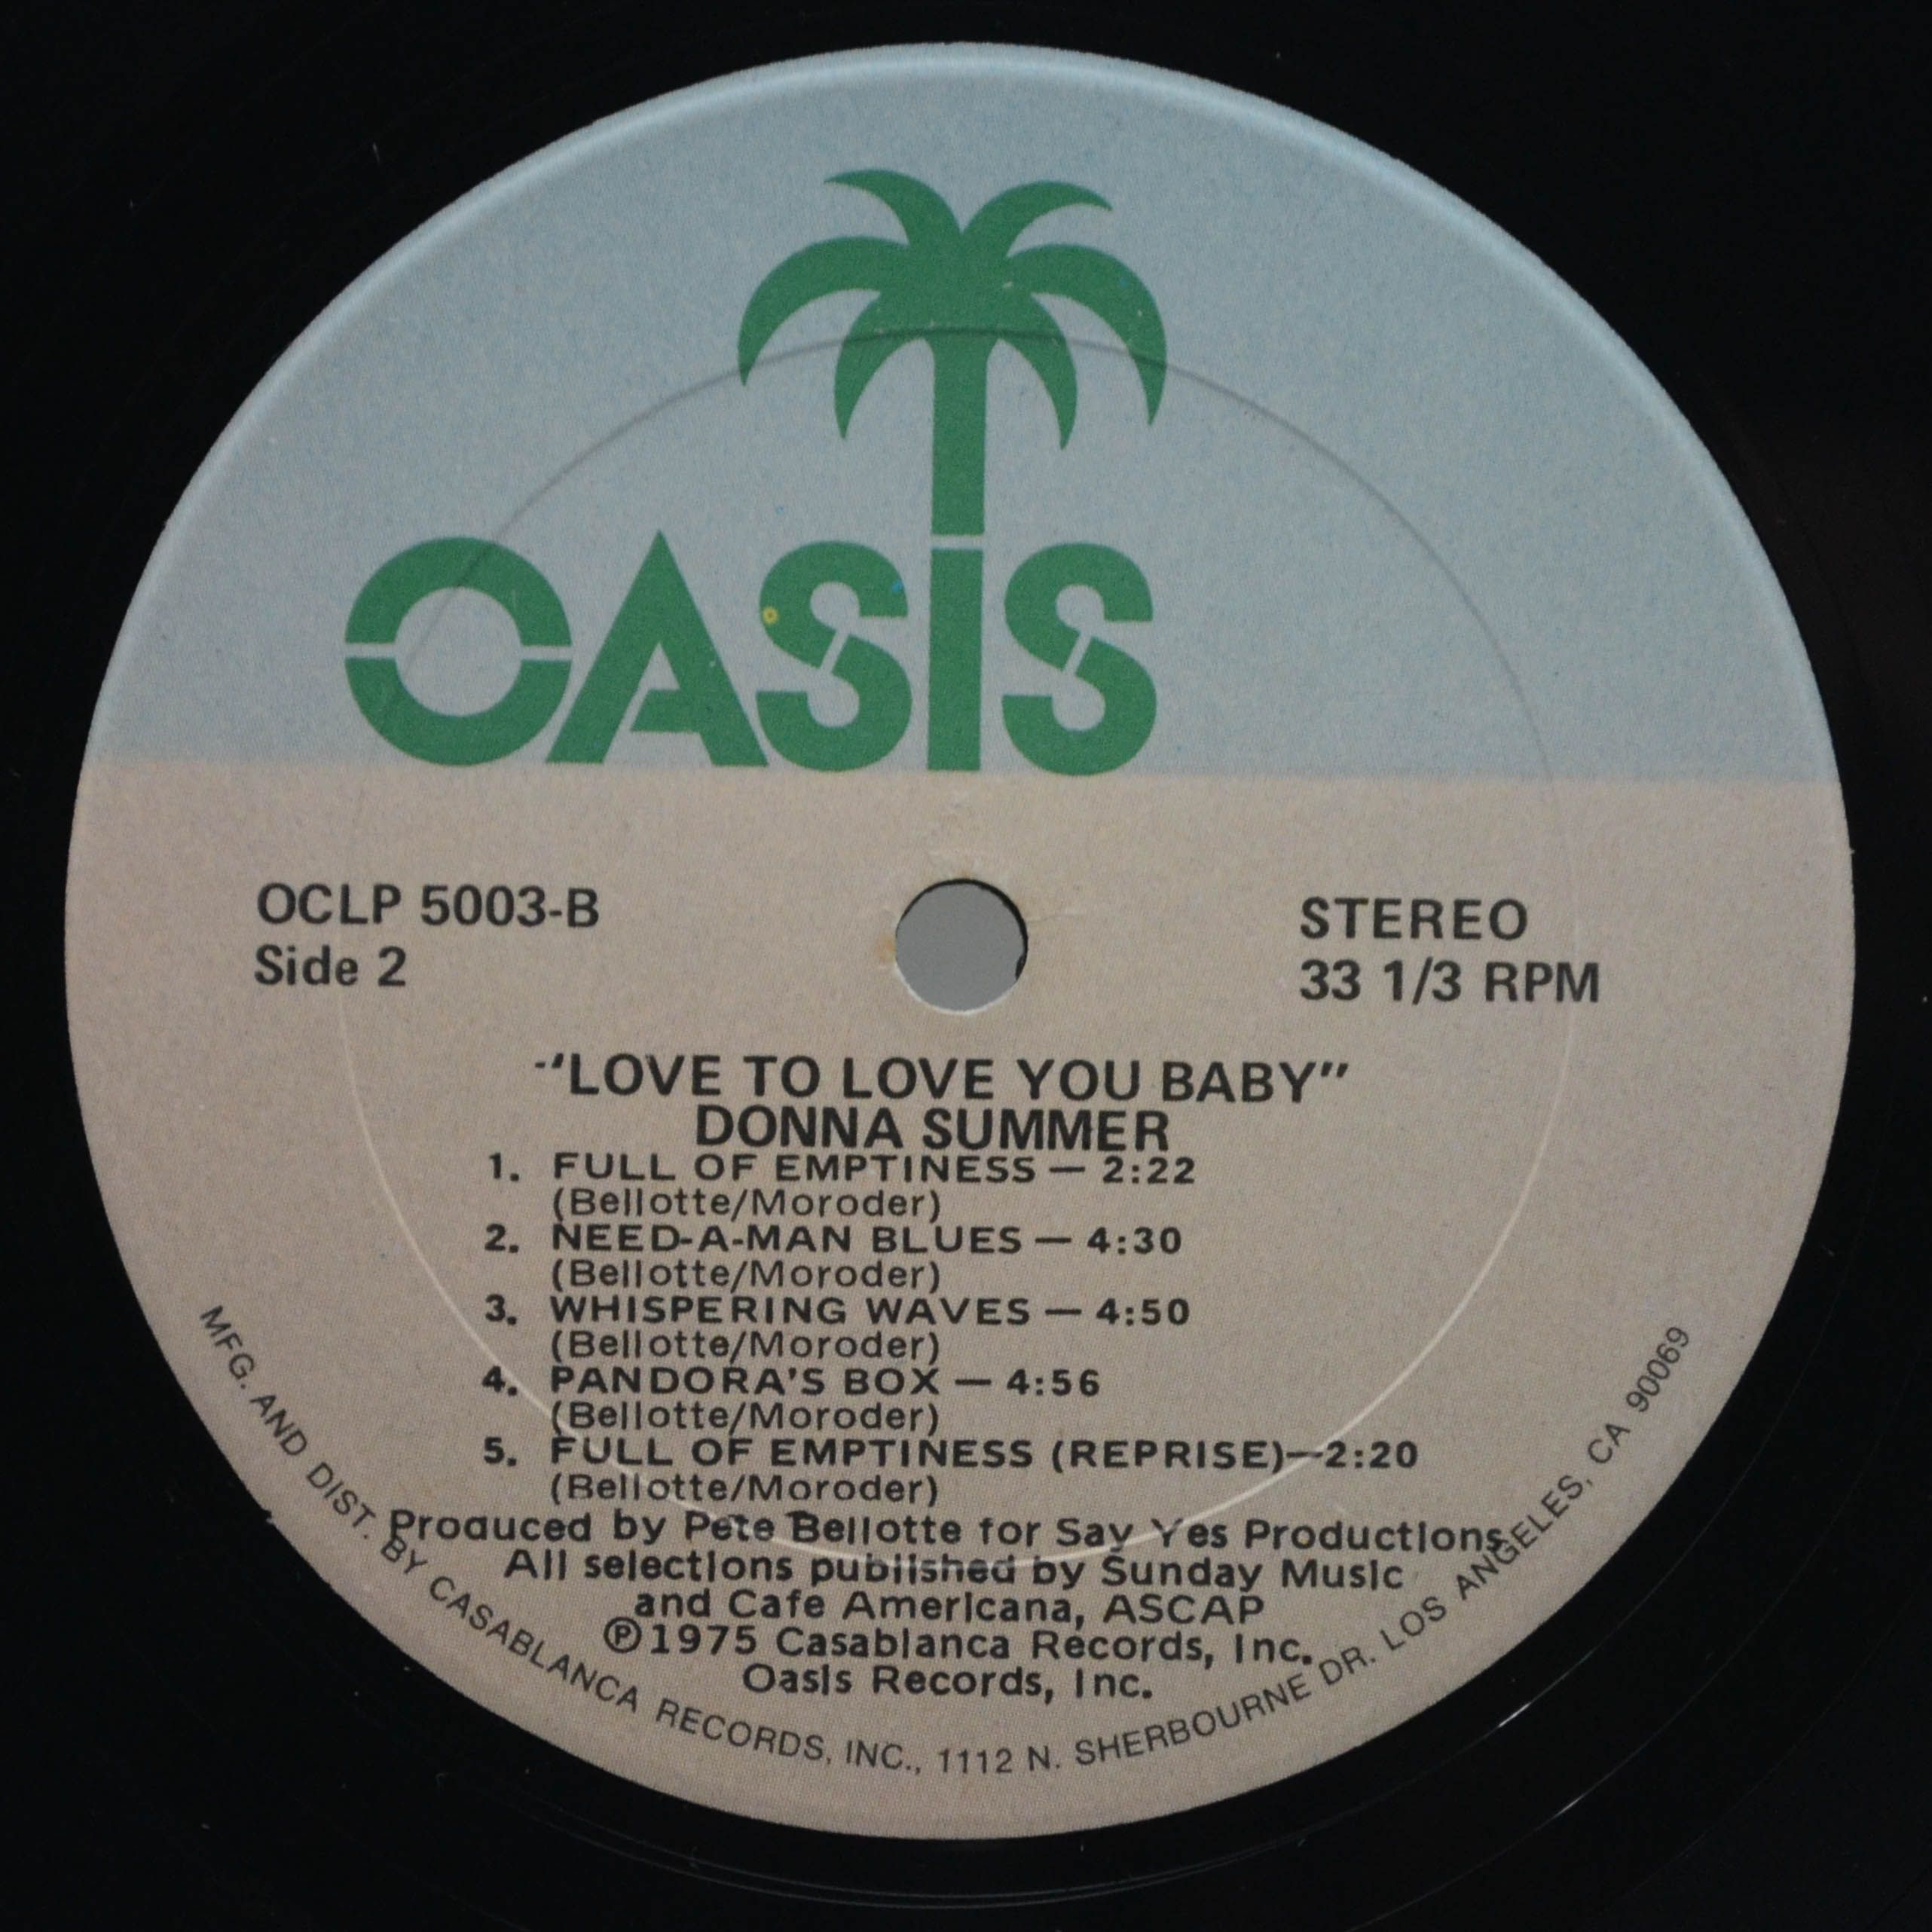 OASIS
OCLP 5003-B
Side 2
STEREO
33 1/3 RPM
-‘LOVE TO LOVE YOU BABY”
DONNA SUMMER
1. FULL OF EMPTINESS — 2:22
(Bellotte/Moroder)
2. NEED-A-MAN BLUES — 4:30
(Bellotte/Moroder)
3. WHISPERING WAVES — 4:50
(Bellotte/Moroder)
4. PANDORA'S BOX — 4:56
(Bellotte/Moroder)
5. FULL OF EMPTINESS (REPRISE)—2:20
(Bellotte/Moroder)
Produced by Pete Bellotte for Say Yes Productions
All selections published by Sunday Music
and Cafe Americana, ASCAP
℗1975 Casablanca Records, Inc.
Oasis Records, Inc.
MFG. AND DIST. BY CASABLANCA RECORDS, INC., 1112 N. SHERBOURNE DR. LOS ANGELES, CA 90069